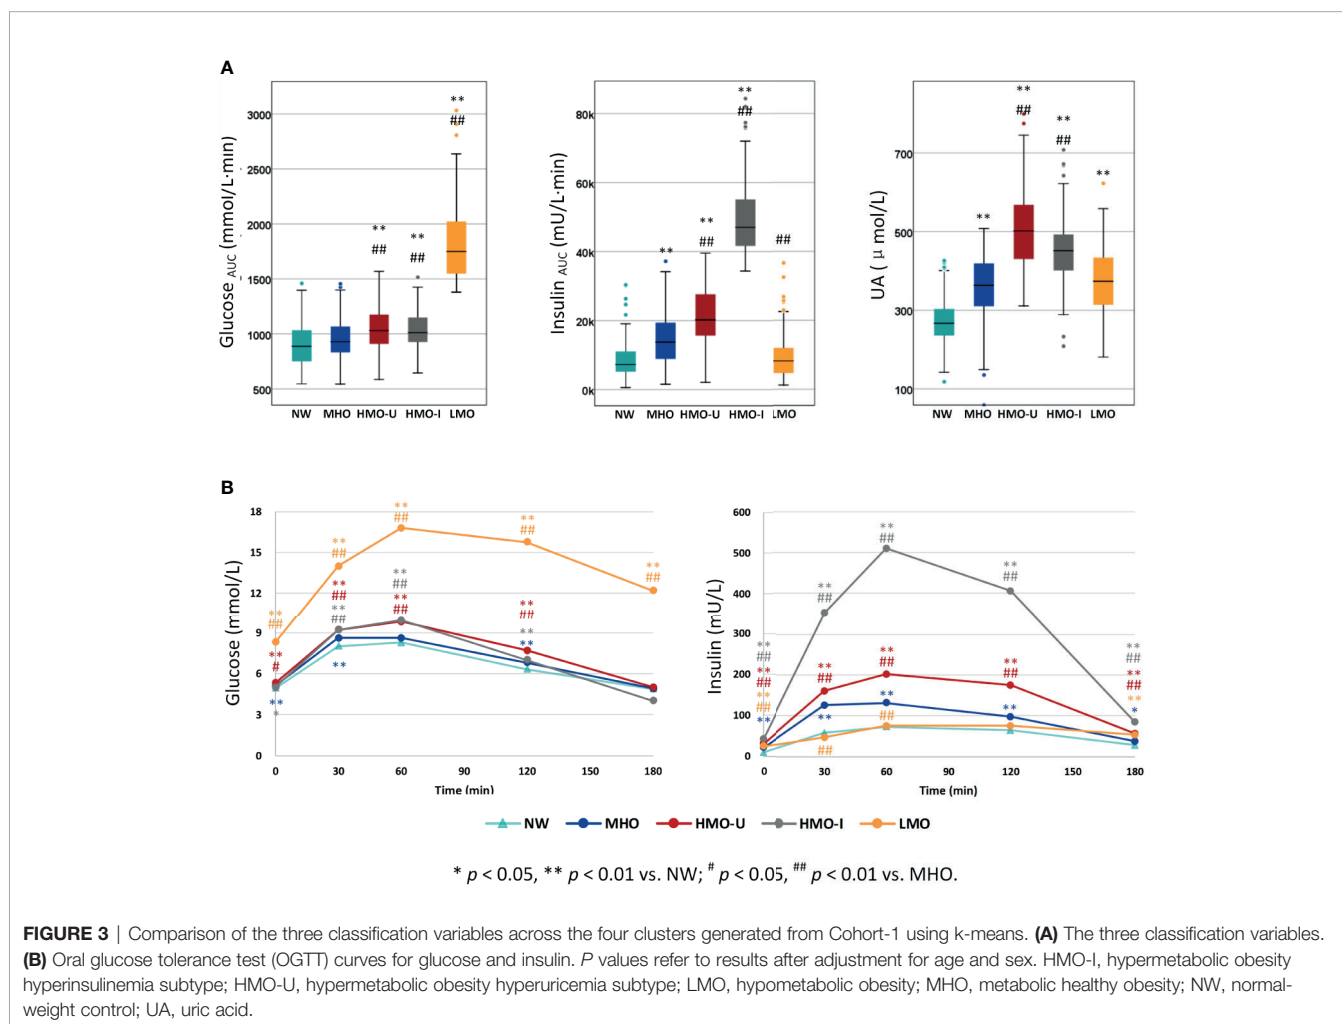 A
Glucose AUC (mmol/L·min)
3000
2500
2000
1500
1000
500
** ##
** ##
** ##
NW MHO HMO-U HMO-I LMO
Insulin AUC (mU/L·min)
80k
60k
40k
20k
0k
**
** ##
** ##
##
NW MHO HMO-U HMO-I LMO
UA ( μ mol/L)
700
500
300
100
**
** ##
** ##
**
NW MHO HMO-U HMO-I LMO
B
Glucose (mmol/L)
18
15
12
9
6
3
0
** ##
** #
**
*
** ##
** ##
** ##
**
** ##
** ##
** ##
** ##
** ##
**
**
** ##
0 30 60 90 120 150 180
Time (min)
Insulin (mU/L)
600
500
400
300
200
100
0
** ##
** ##
** ##
**
** ##
** ##
**
##
** ##
** ##
**
##
** ##
** ##
**
** ##
** ##
**
*
0 30 60 90 120 150 180
Time (min)
NW MHO HMO-U HMO-I LMO
* p < 0.05, ** p < 0.01 vs. NW; # p < 0.05, ## p < 0.01 vs. MHO.
FIGURE 3 | Comparison of the three classification variables across the four clusters generated from Cohort-1 using k-means. (A) The three classification variables.
(B) Oral glucose tolerance test (OGTT) curves for glucose and insulin. P values refer to results after adjustment for age and sex. HMO-I, hypermetabolic obesity
hyperinsulinemia subtype; HMO-U, hypermetabolic obesity hyperuricemia subtype; LMO, hypometabolic obesity; MHO, metabolic healthy obesity; NW, normal-
weight control; UA, uric acid.